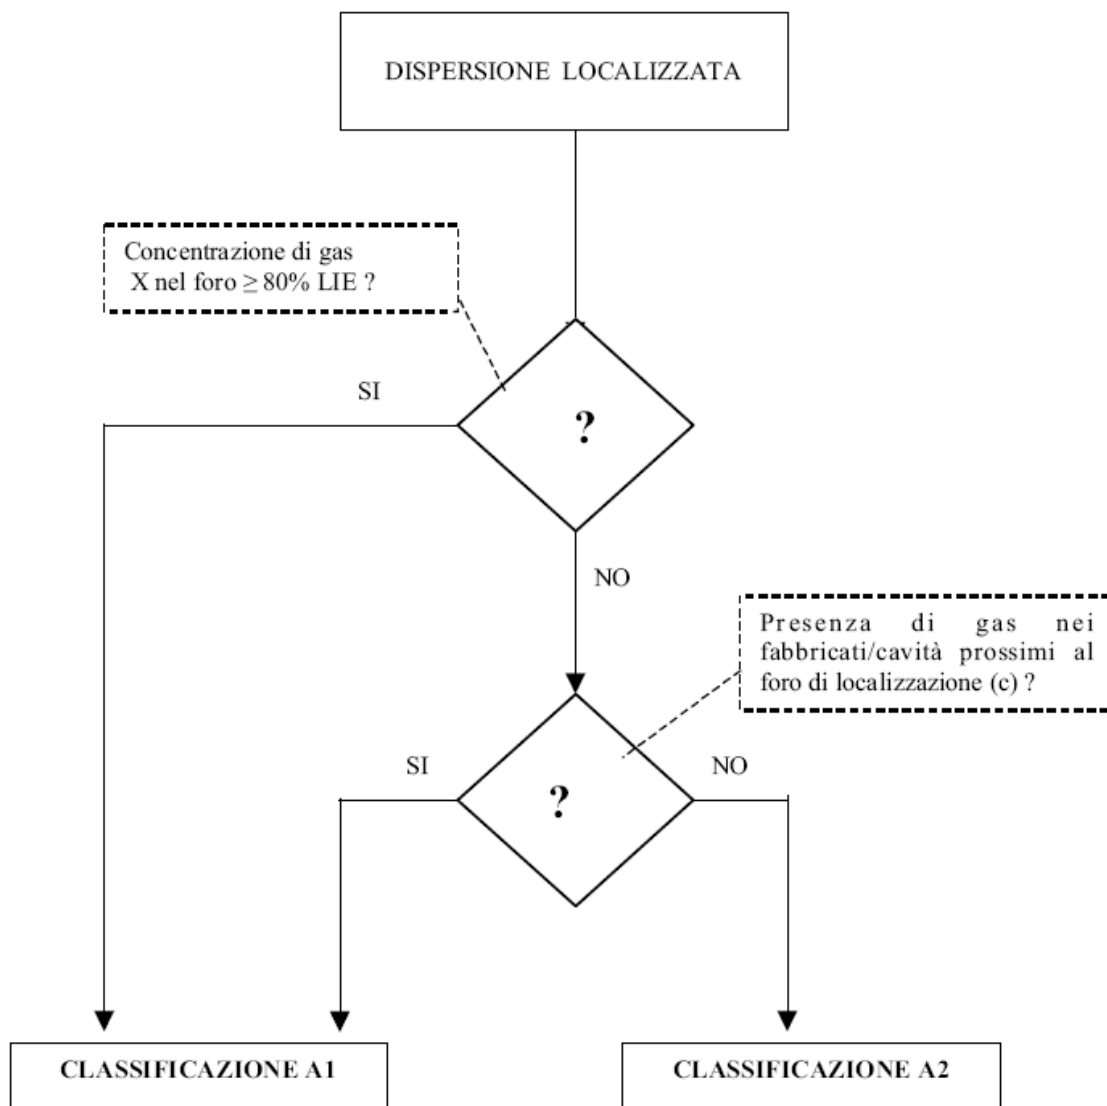 DISPERSIONE LOCALIZZATA
Concentrazione di gas
X nel foro ≥ 80% LIE ?
SI
?
NO
Presenza di gas nei
fabbricati/cavità prossimi al
foro di localizzazione (c) ?
SI
NO
?
CLASSIFICAZIONE A1
CLASSIFICAZIONE A2